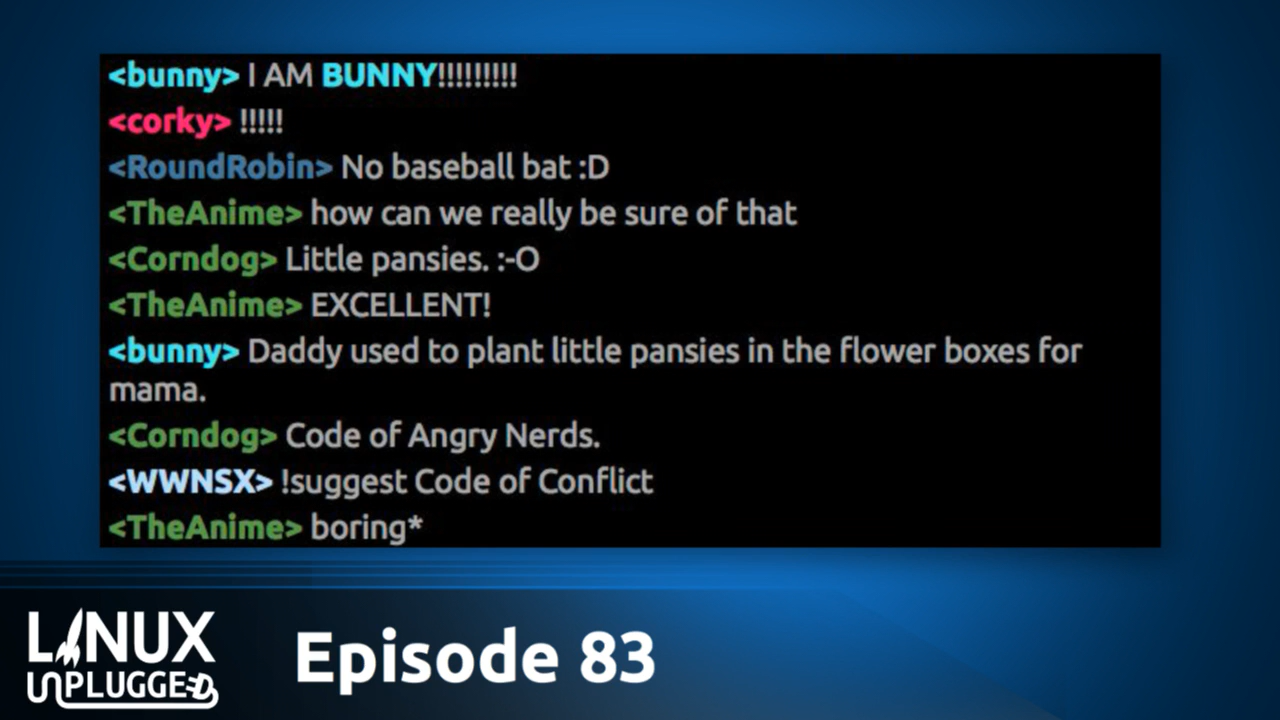 <bunny> I AM BUNNY!!!!!!!!!
<corky> !!!!!
<RoundRobin> No baseball bat :D
<TheAnime> how can we really be sure of that
<Corndog> Little pansies. :-O
<TheAnime> EXCELLENT!
<bunny> Daddy used to plant little pansies in the flower boxes for
mama.
<Corndog> Code of Angry Nerds.
<WWNSX> !suggest Code of Conflict
<TheAnime> boring*
LINUX
UNPLUGGED
Episode 83